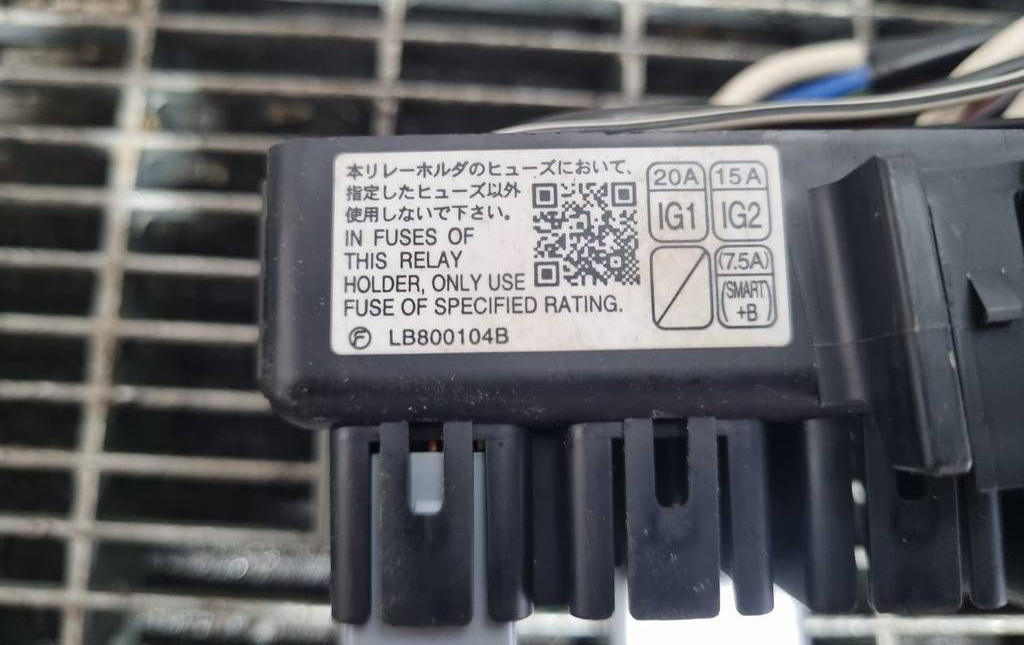 本リレーホルダのヒューズにおいて、
指定したヒューズ以外
使用しないで下さい。
IN FUSES OF
THIS RELAY
HOLDER, ONLY USE
FUSE OF SPECIFIED RATING.
Ⓕ LB800104B
20A 15A
IG1 IG2
(7.5A)
(SMART
+B)